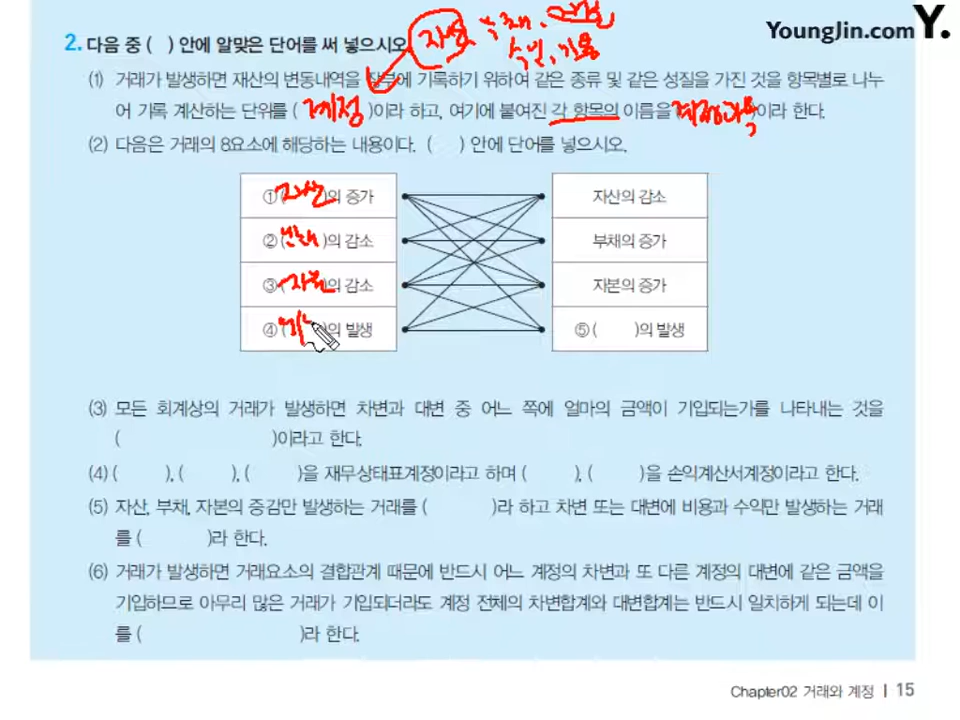 YoungJin.com Y.
2. 다음 중 ( ) 안에 알맞은 단어를 써 넣으시오.
(1) 거래가 발생하면 재산의 변동내역을 장부에 기록하기 위하여 같은 종류 및 같은 성질을 가진 것을 항목별로 나누
어 기록 계산하는 단위를 ( 계정 )이라 하고, 여기에 붙여진 각 항목의 이름을 (계정과목)이라 한다.
(2) 다음은 거래의 8요소에 해당하는 내용이다. ( ) 안에 단어를 넣으시오.
①(자산)의 증가 자산의 감소
②(부채)의 감소 부채의 증가
③(자본)의 감소 자본의 증가
④( )의 발생 ⑤( )의 발생
(3) 모든 회계상의 거래가 발생하면 차변과 대변 중 어느 쪽에 얼마의 금액이 기입되는가를 나타내는 것을
( )이라고 한다.
(4) ( ), ( ), ( )을 재무상태표계정이라고 하며 ( ), ( )을 손익계산서계정이라고 한다.
(5) 자산, 부채, 자본의 증감만 발생하는 거래를 ( )라 하고 차변 또는 대변에 비용과 수익만 발생하는 거래
를 ( )라 한다.
(6) 거래가 발생하면 거래요소의 결합관계 때문에 반드시 어느 계정의 차변과 또 다른 계정의 대변에 같은 금액을
기입하므로 아무리 많은 거래가 기입되더라도 계정 전체의 차변합계와 대변합계는 반드시 일치하게 되는데 이
를 ( )라 한다.
Chapter02 거래와 계정 | 15